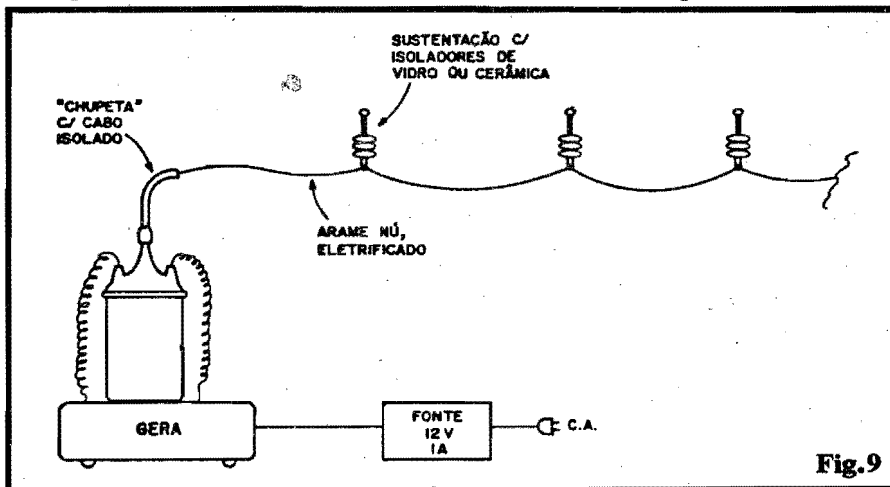 SUSTENTAÇÃO C/
ISOLADORES DE
VIDRO OU CERÂMICA
"CHUPETA"
C/ CABO
ISOLADO
ARAME NÚ,
ELETRIFICADO
GERA
FONTE
12 V
1A
C.A.
Fig.9